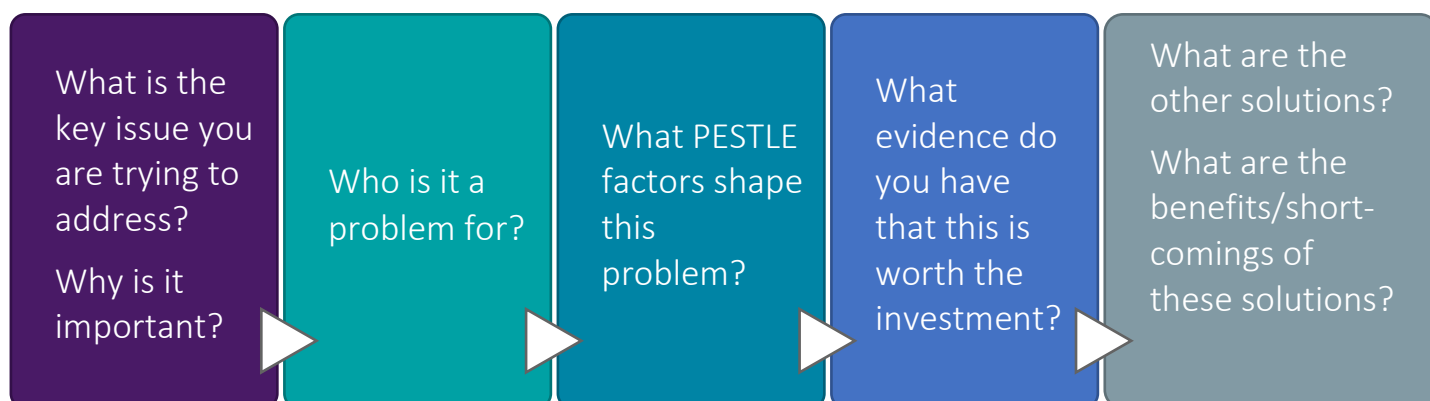 What is the
key issue you
are trying to
address?
Why is it
important?
Who is it a
problem for?
What PESTLE
factors shape
this
problem?
What
evidence do
you have
that this is
worth the
investment?
What are the
other solutions?
What are the
benefits/short-
comings of
these solutions?